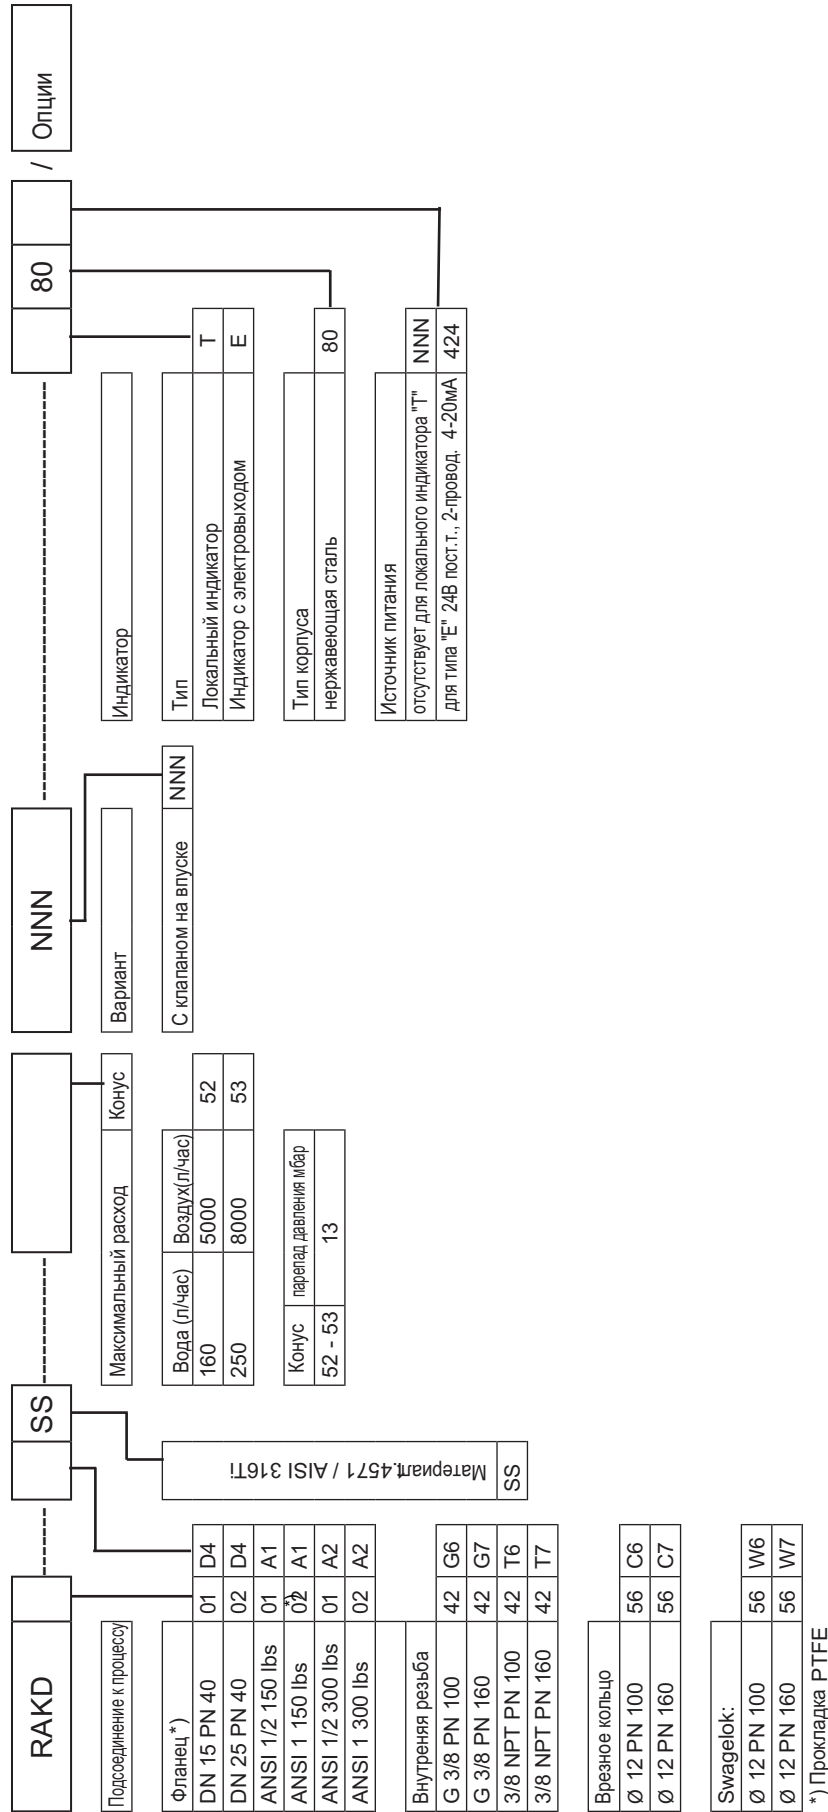 RAKD SS NNN 80 / Опции
Подсоединение к процессу
Фланец *)
DN 15 PN 40 01 D4
DN 25 PN 40 02 D4
ANSI 1/2 150 lbs 01 A1
ANSI 1 150 lbs 02 A1
*)
ANSI 1/2 300 lbs 01 A2
ANSI 1 300 lbs 02 A2
Внутреняя резьба
G 3/8 PN 100 42 G6
G 3/8 PN 160 42 G7
3/8 NPT PN 100 42 T6
3/8 NPT PN 160 42 T7
Врезное кольцо
Ø 12 PN 100 56 C6
Ø 12 PN 160 56 C7
Swagelok:
Ø 12 PN 100 56 W6
Ø 12 PN 160 56 W7
*) Прокладка PTFE
Материал
1.4571 / AISI 316Ti
SS
Максимальный расход Конус
Вода (л/час) Воздух(л/час)
160 5000 52
250 8000 53
Конус парепад давления мбар
52 - 53 13
Вариант
С клапаном на впуске NNN
Индикатор
Тип
Локальный индикатор T
Индикатор с электровыходом E
Тип корпуса
нержавеющая сталь 80
Источник питания
отсутствует для локального индикатора "T" NNN
для типа "E" 24В пост.т., 2-провод. 4-20мА 424